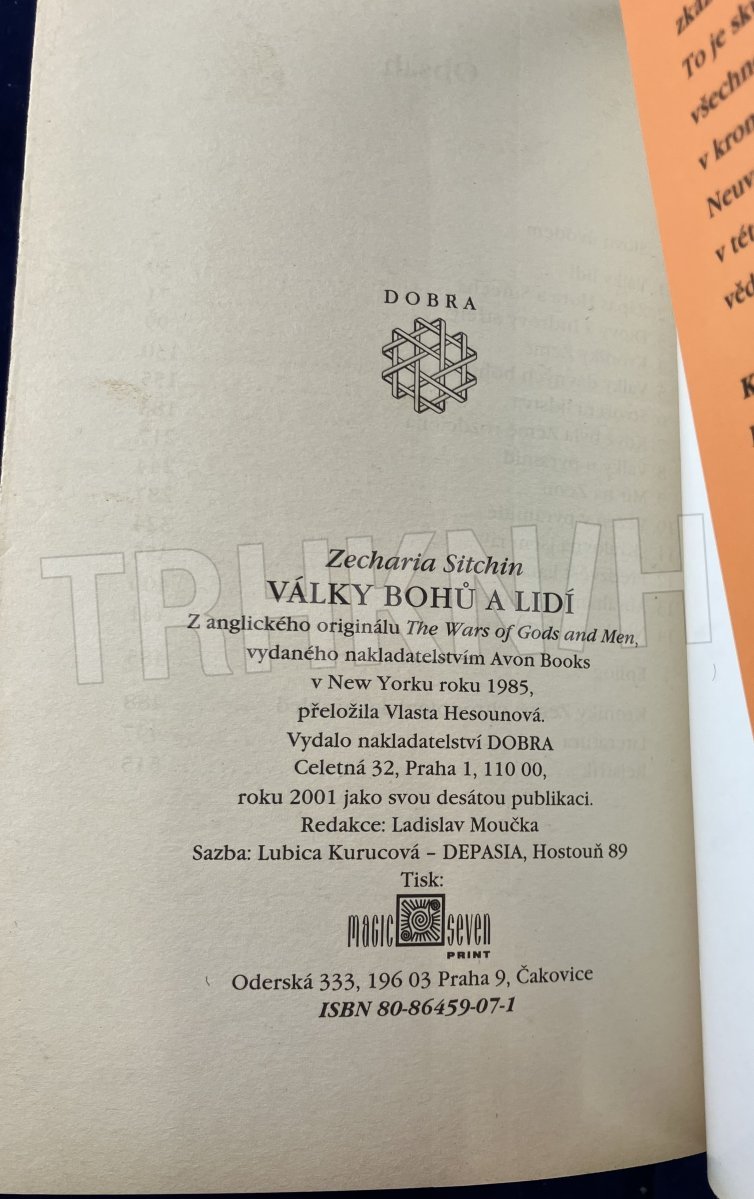 DOBRA
Zecharia Sitchin
VÁLKY BOHŮ A LIDÍ
Z anglického originálu The Wars of Gods and Men,
vydaného nakladatelstvím Avon Books
v New Yorku roku 1985,
přeložila Vlasta Hesounová.
Vydalo nakladatelství DOBRA
Celetná 32, Praha 1, 110 00,
roku 2001 jako svou desátou publikaci.
Redakce: Ladislav Moučka
Sazba: Lubica Kurucová – DEPASIA, Hostouň 89
Tisk:
MAGIC SEVEN
PRINT
Oderská 333, 196 03 Praha 9, Čakovice
ISBN 80-86459-07-1
To je
v
v